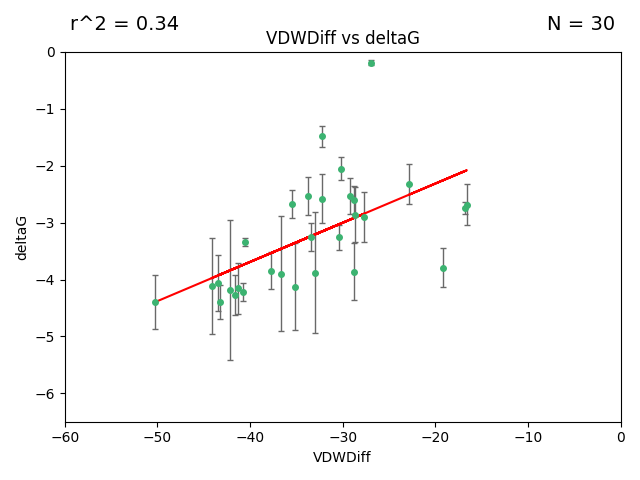 r^2 = 0.34
N = 30
VDWDiff vs deltaG
0
−1
−2
−3
−4
−5
−6
deltaG
−60 −50 −40 −30 −20 −10 0
VDWDiff